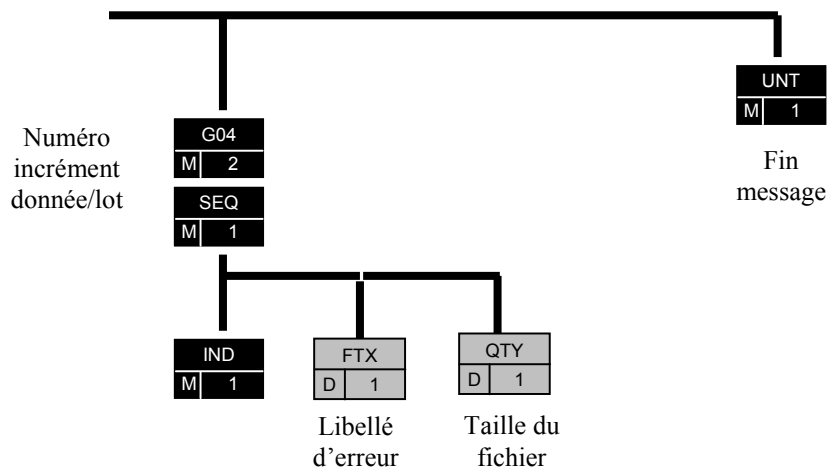 UNT
M 1
Fin
message
Numéro
incrément
donnée/lot
G04
M 2
SEQ
M 1
IND
M 1
FTX
D 1
Libellé
d’erreur
QTY
D 1
Taille du
fichier